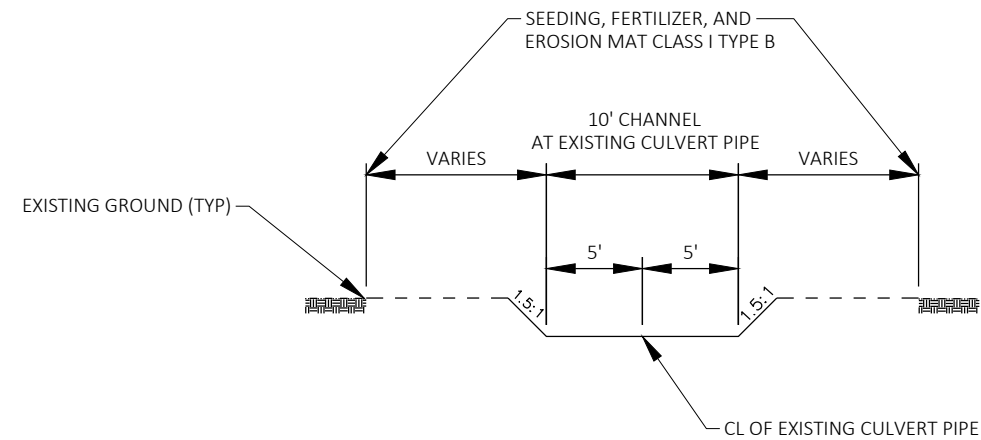 SEEDING, FERTILIZER, AND
EROSION MAT CLASS I TYPE B
10' CHANNEL
AT EXISTING CULVERT PIPE
VARIES
VARIES
EXISTING GROUND (TYP)
5'
5'
1.5:1
1.5:1
CL OF EXISTING CULVERT PIPE